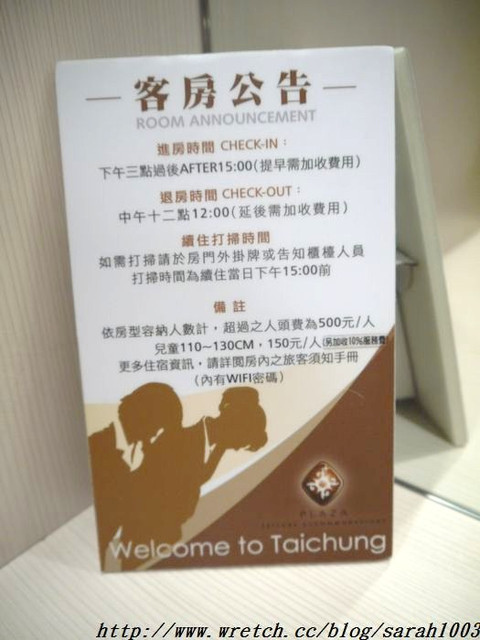 — 客房公告 —
ROOM ANNOUNCEMENT
進房時間 CHECK-IN：
下午三點過後AFTER15:00(提早需加收費用)
退房時間 CHECK-OUT：
中午十二點12:00(延後需加收費用)
續住打掃時間
如需打掃請於房門外掛牌或告知櫃檯人員
打掃時間為續住當日下午15:00前
備註
依房型容納人數計，超過之人頭費為500元/人
兒童110~130CM，150元/人(另加收10%服務費)
更多住宿資訊，請詳閱房內之旅客須知手冊
(內有WIFI密碼)
PLAZA
Welcome to Taichung
http://www.wretch.cc/blog/sarah1003